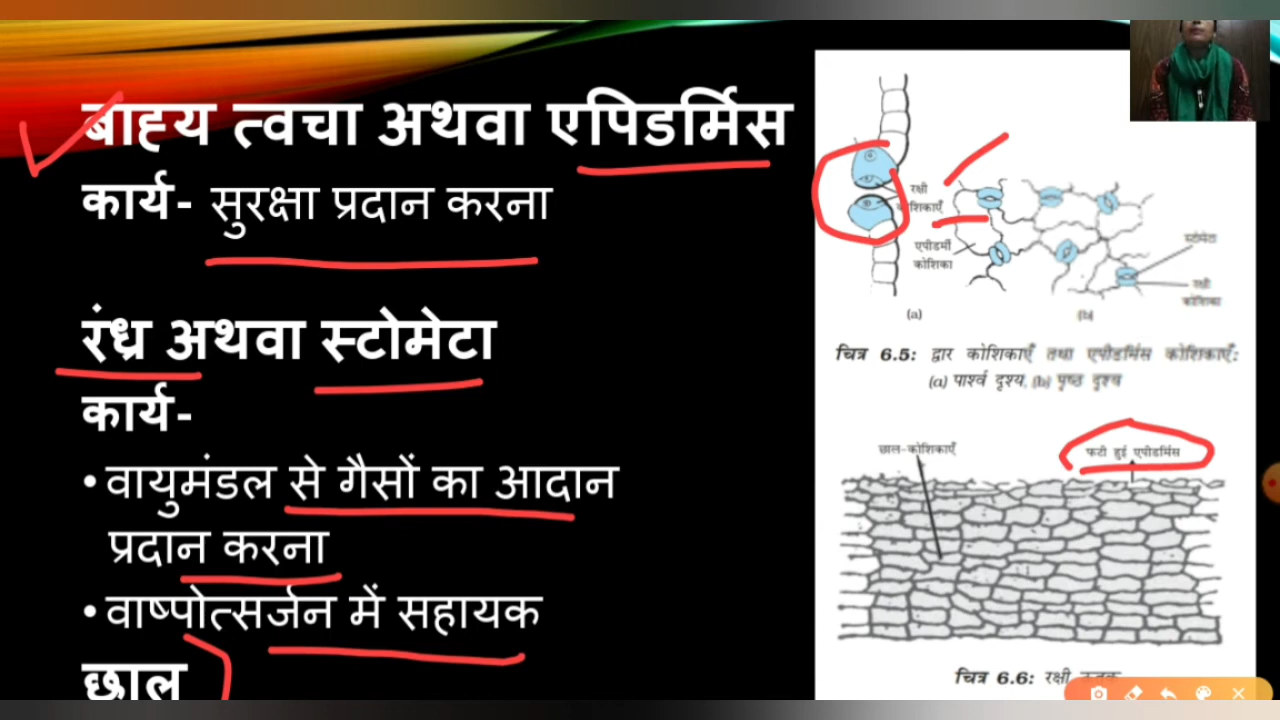 बाह्य त्वचा अथवा एपिडर्मिस
कार्य- सुरक्षा प्रदान करना
रंध्र अथवा स्टोमेटा
कार्य-
• वायुमंडल से गैसों का आदान
प्रदान करना
• वाष्पोत्सर्जन में सहायक
छाल
रक्षी
कोशिकाएँ
एपीडर्मी
कोशिका
स्टोमेटा
रक्षी
कोशिका
(a)
(b)
चित्र 6.5: द्वार कोशिकाएँ तथा एपीडर्मिस कोशिकाएँ:
(a) पार्श्व दृश्य, (b) पृष्ठ दृश्य
छाल-कोशिकाएँ
फटी हुई एपीडर्मिस
चित्र 6.6: रक्षी ऊतक